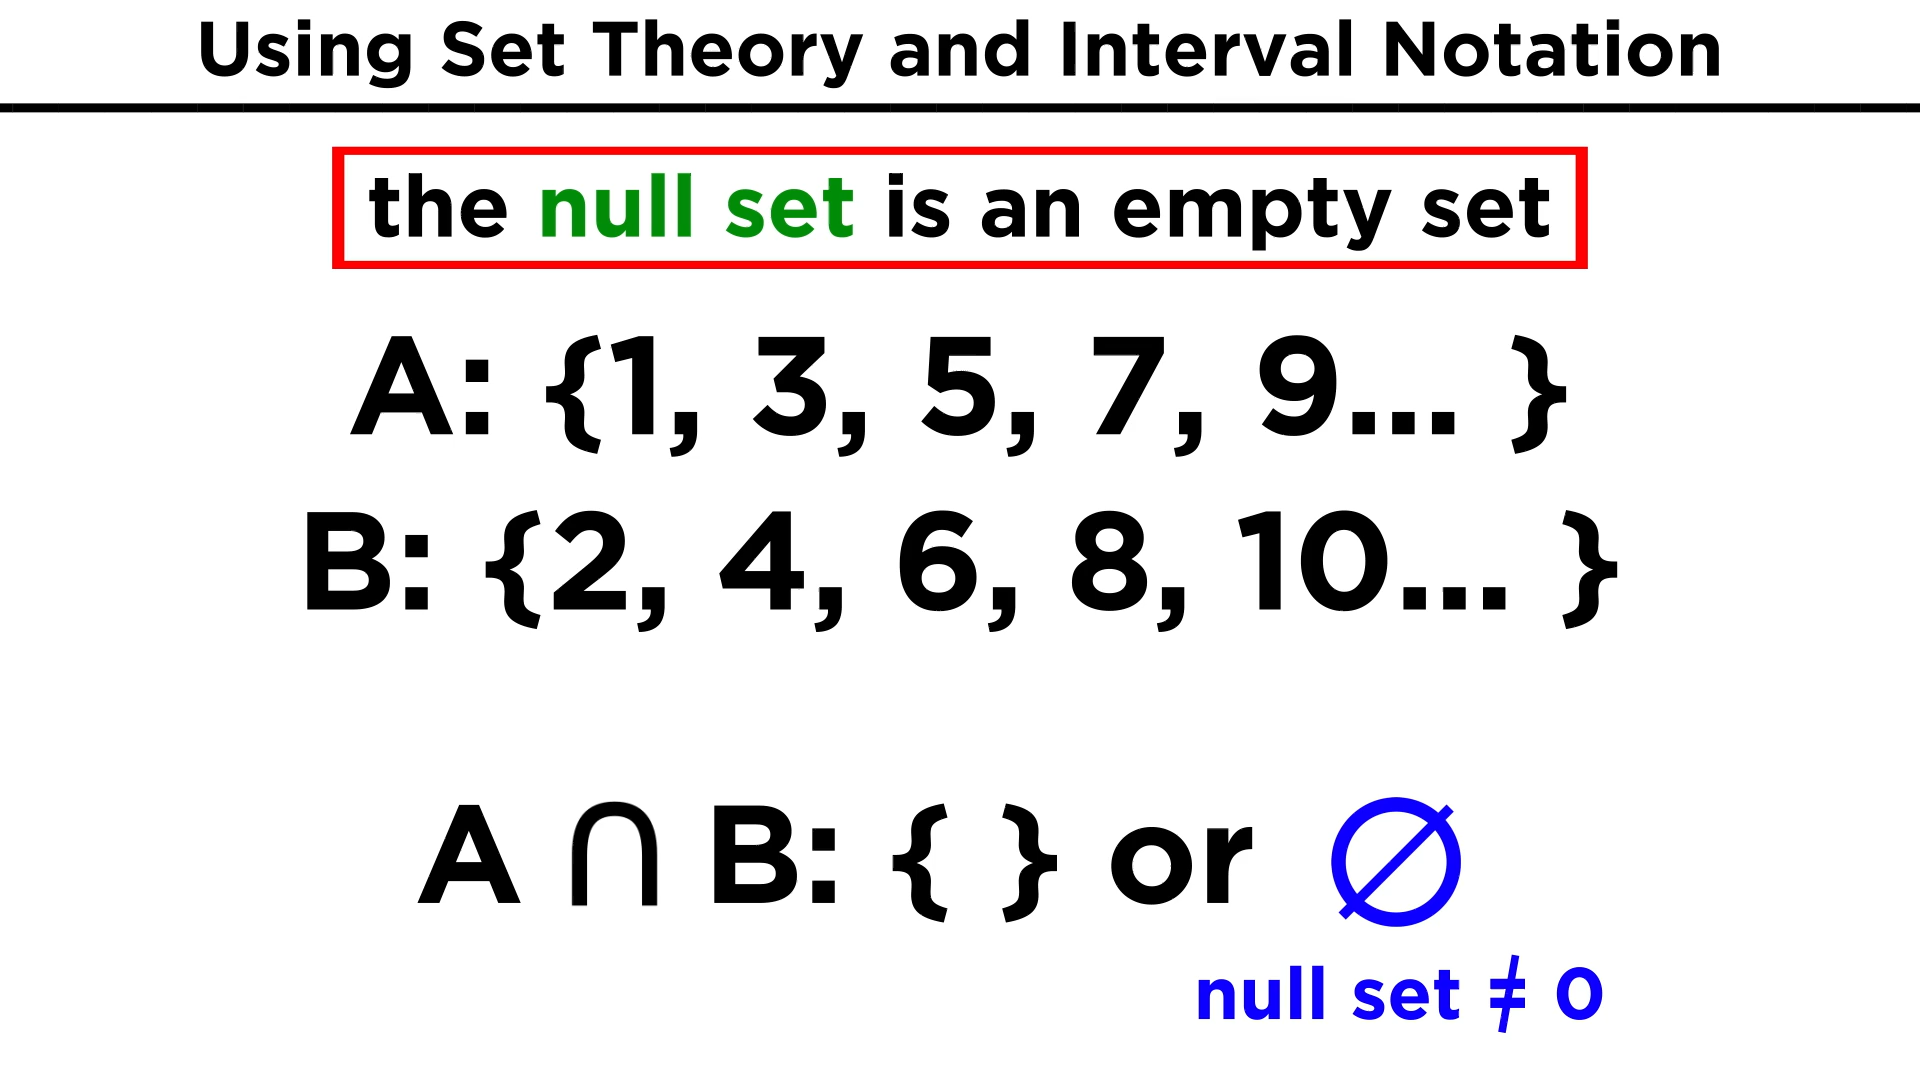 Using Set Theory and Interval Notation
the null set is an empty set
A: {1, 3, 5, 7, 9... }
B: {2, 4, 6, 8, 10... }
A ∩ B: { } or ∅
null set ≠ 0